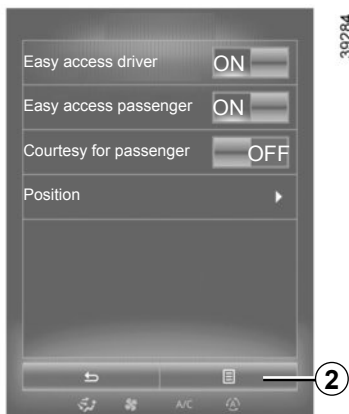 39284
Easy access driver ON
Easy access passenger ON
Courtesy for passenger OFF
Position
2
A/C